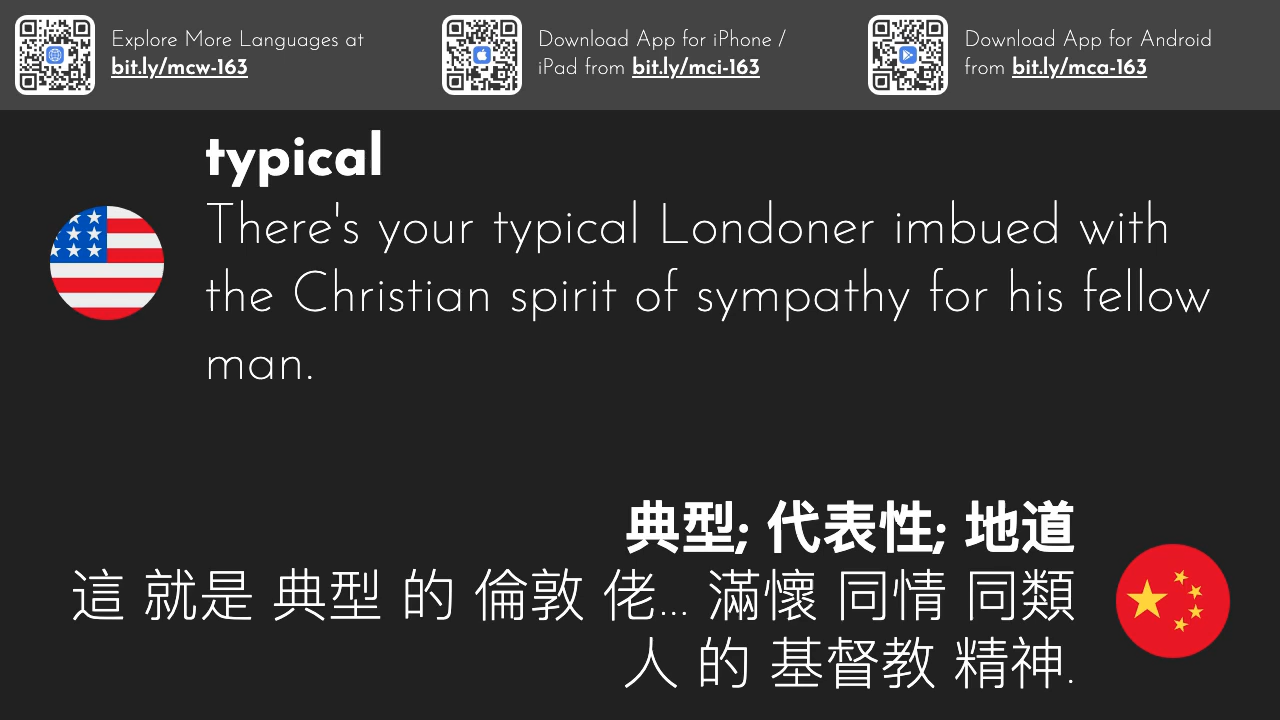 Explore More Languages at
bit.ly/mcw-163
Download App for iPhone /
iPad from bit.ly/mci-163
Download App for Android
from bit.ly/mca-163
typical
There's your typical Londoner imbued with
the Christian spirit of sympathy for his fellow
man.
典型; 代表性; 地道
這 就是 典型 的 倫敦 佬... 滿懷 同情 同類
人 的 基督教 精神.